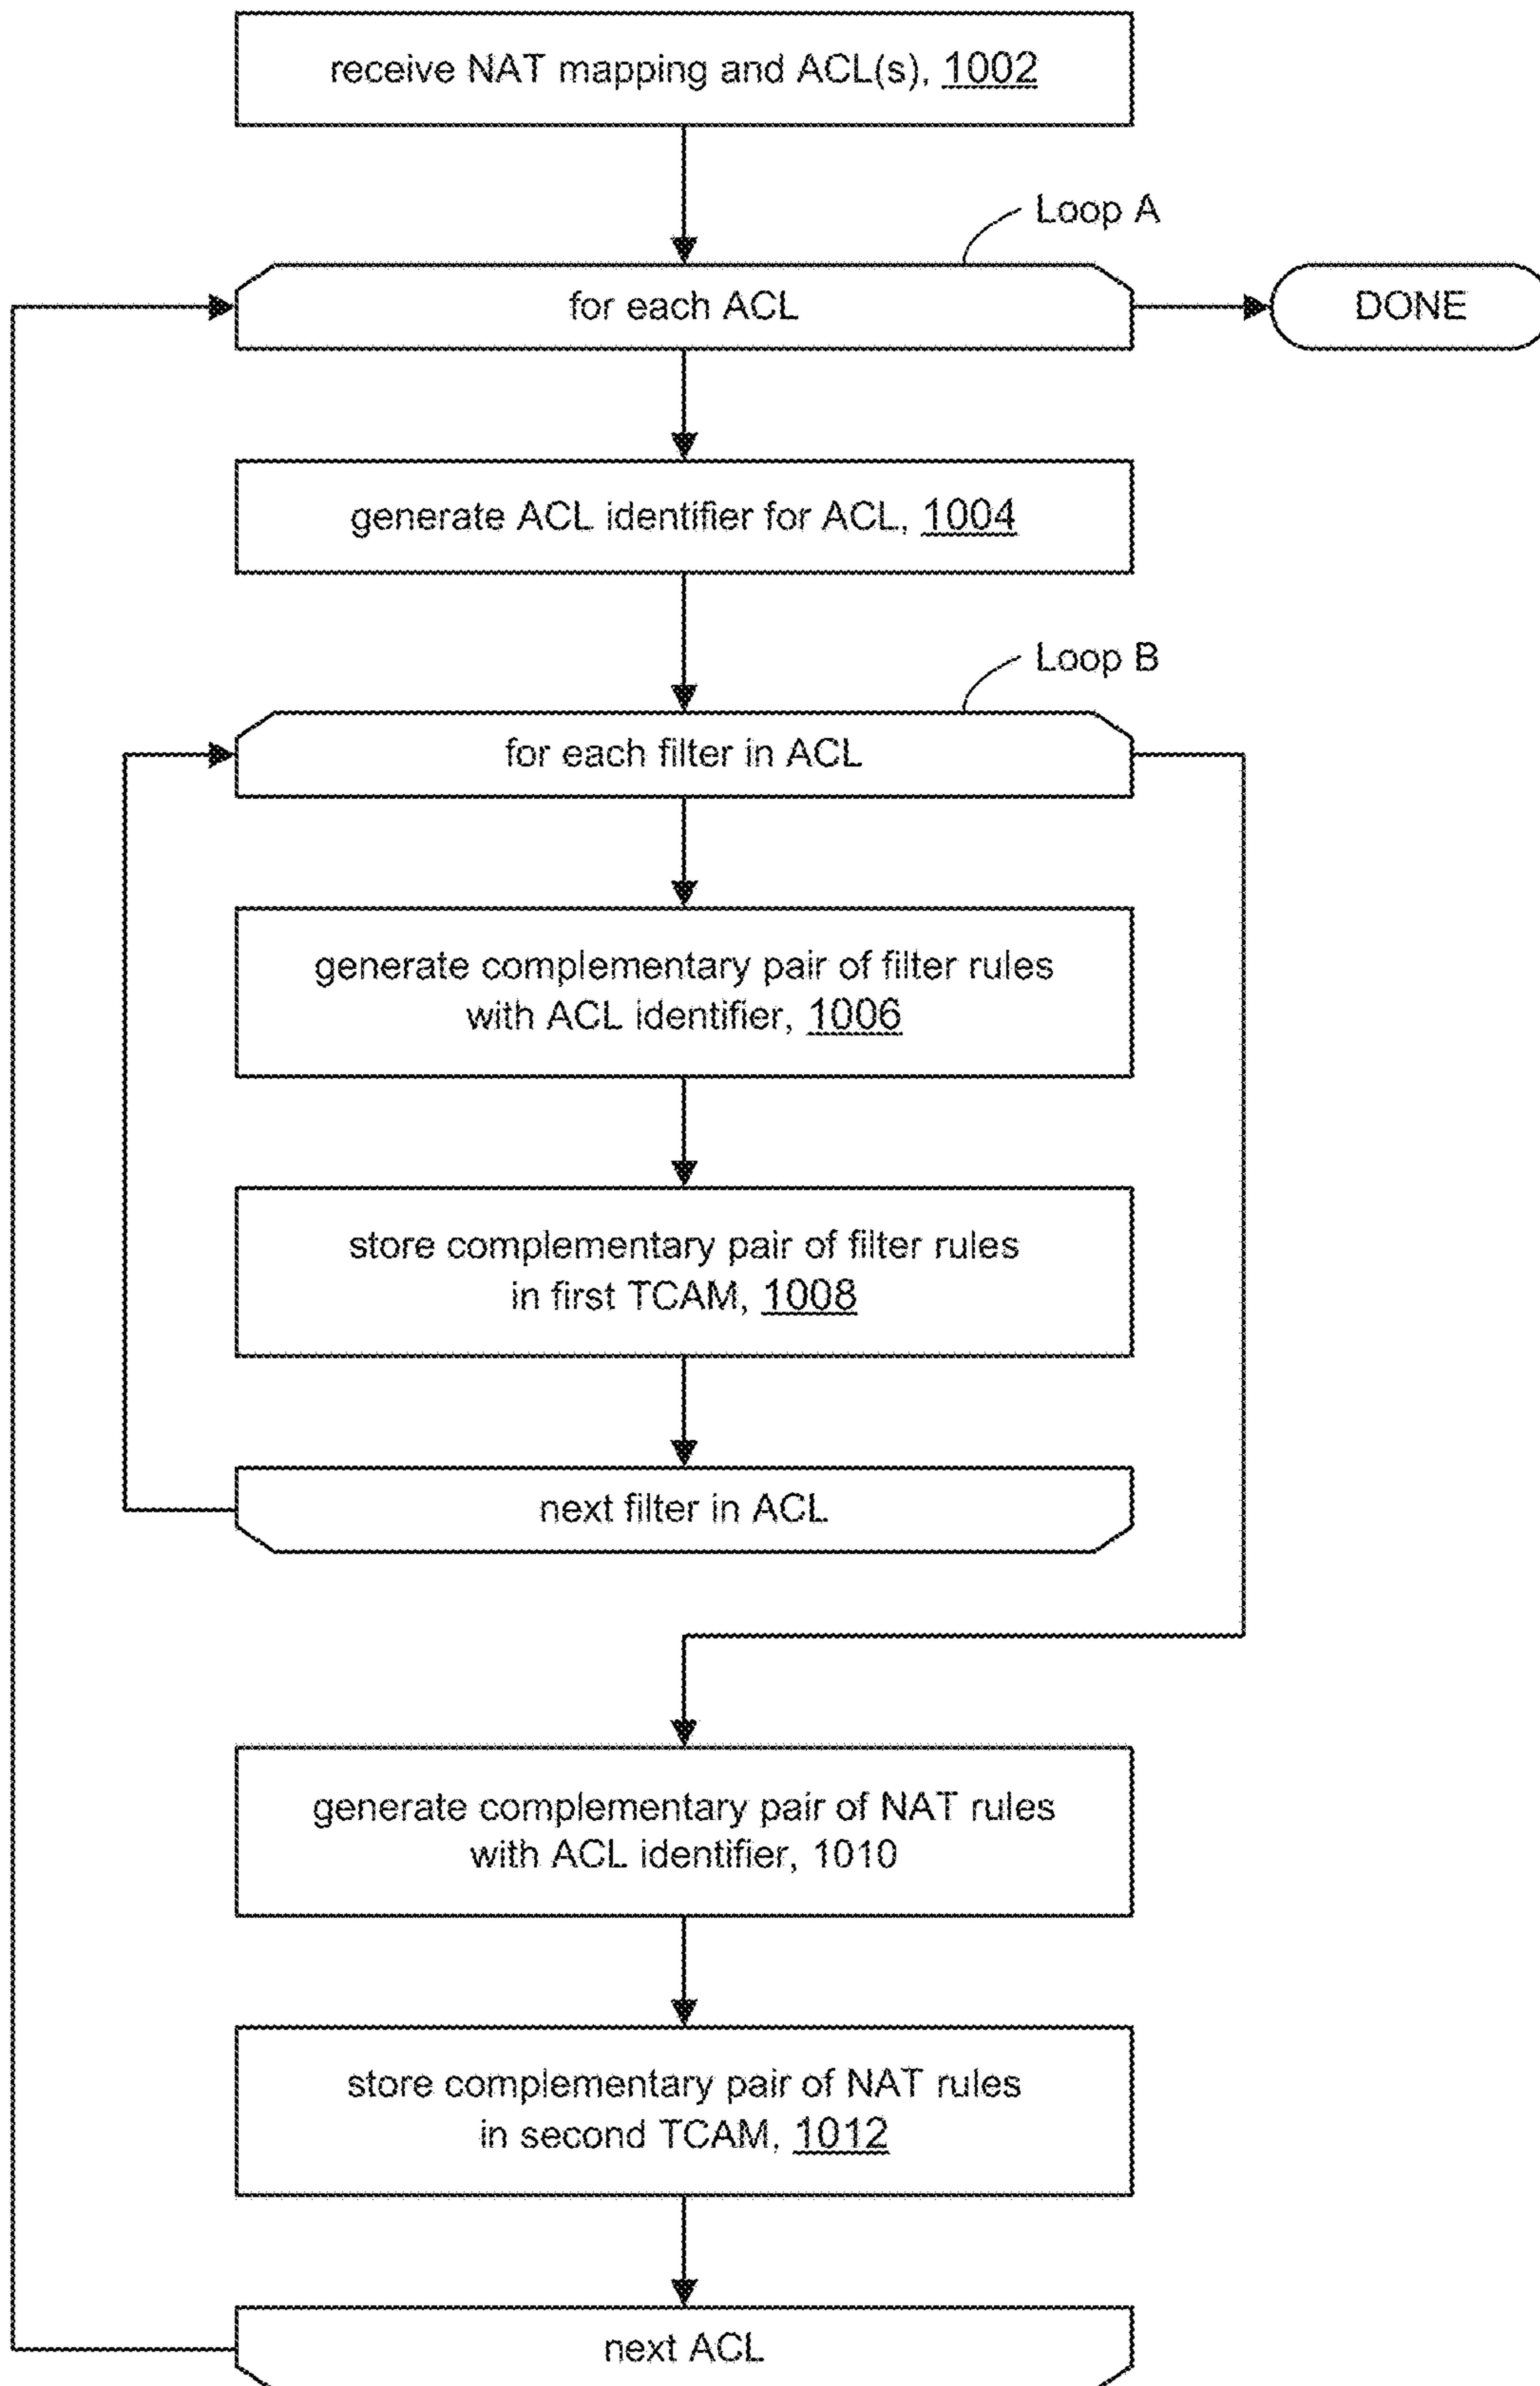 receive NAT mapping and ACL(s), 1002
Loop A
for each ACL
DONE
generate ACL identifier for ACL, 1004
Loop B
for each filter in ACL
generate complementary pair of filter rules
with ACL identifier, 1006
store complementary pair of filter rules
in first TCAM, 1008
next filter in ACL
generate complementary pair of NAT rules
with ACL identifier, 1010
store complementary pair of NAT rules
in second TCAM, 1012
next ACL